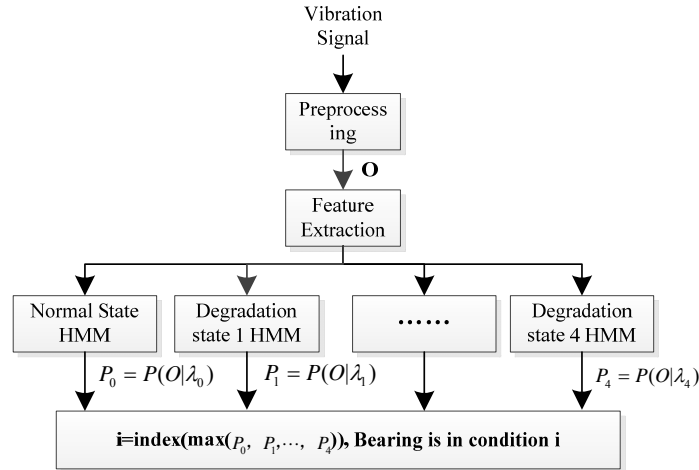 Vibration
Signal
Preprocess
ing
O
Feature
Extraction
Normal State
HMM
Degradation
state 1 HMM
......
Degradation
state 4 HMM
P₀ = P(O|λ₀)
P₁ = P(O|λ₁)
P₄ = P(O|λ₄)
i=index(max(P₀, P₁,…, P₄)), Bearing is in condition i